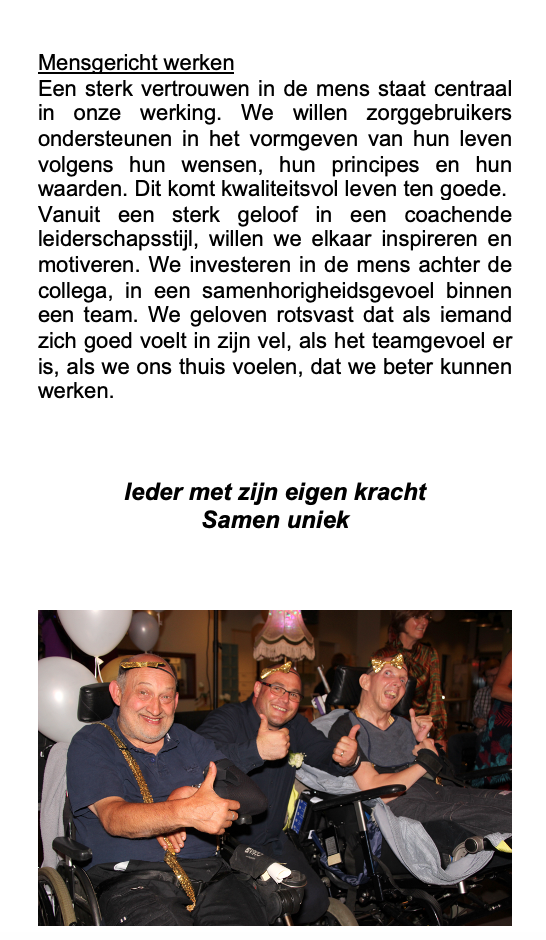 Mensgericht werken
Een sterk vertrouwen in de mens staat centraal
in onze werking. We willen zorggebruikers
ondersteunen in het vormgeven van hun leven
volgens hun wensen, hun principes en hun
waarden. Dit komt kwaliteitsvol leven ten goede.
Vanuit een sterk geloof in een coachende
leiderschapsstijl, willen we elkaar inspireren en
motiveren. We investeren in de mens achter de
collega, in een samenhorigheidsgevoel binnen
een team. We geloven rotsvast dat als iemand
zich goed voelt in zijn vel, als het teamgevoel er
is, als we ons thuis voelen, dat we beter kunnen
werken.
Ieder met zijn eigen kracht
Samen uniek